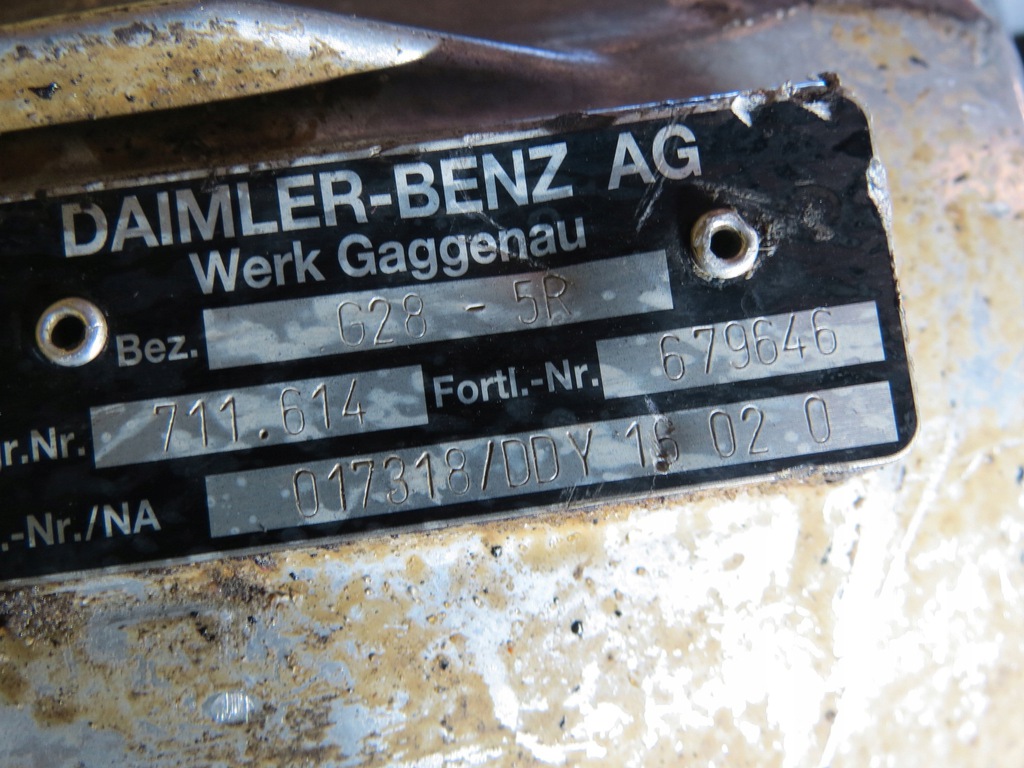 DAIMLER-BENZ AG
Werk Gaggenau
Bez. G28 - 5R
gr.Nr. 711.614 Fortl.-Nr. 679646
.-Nr./NA 017318/DDY 16 02 0